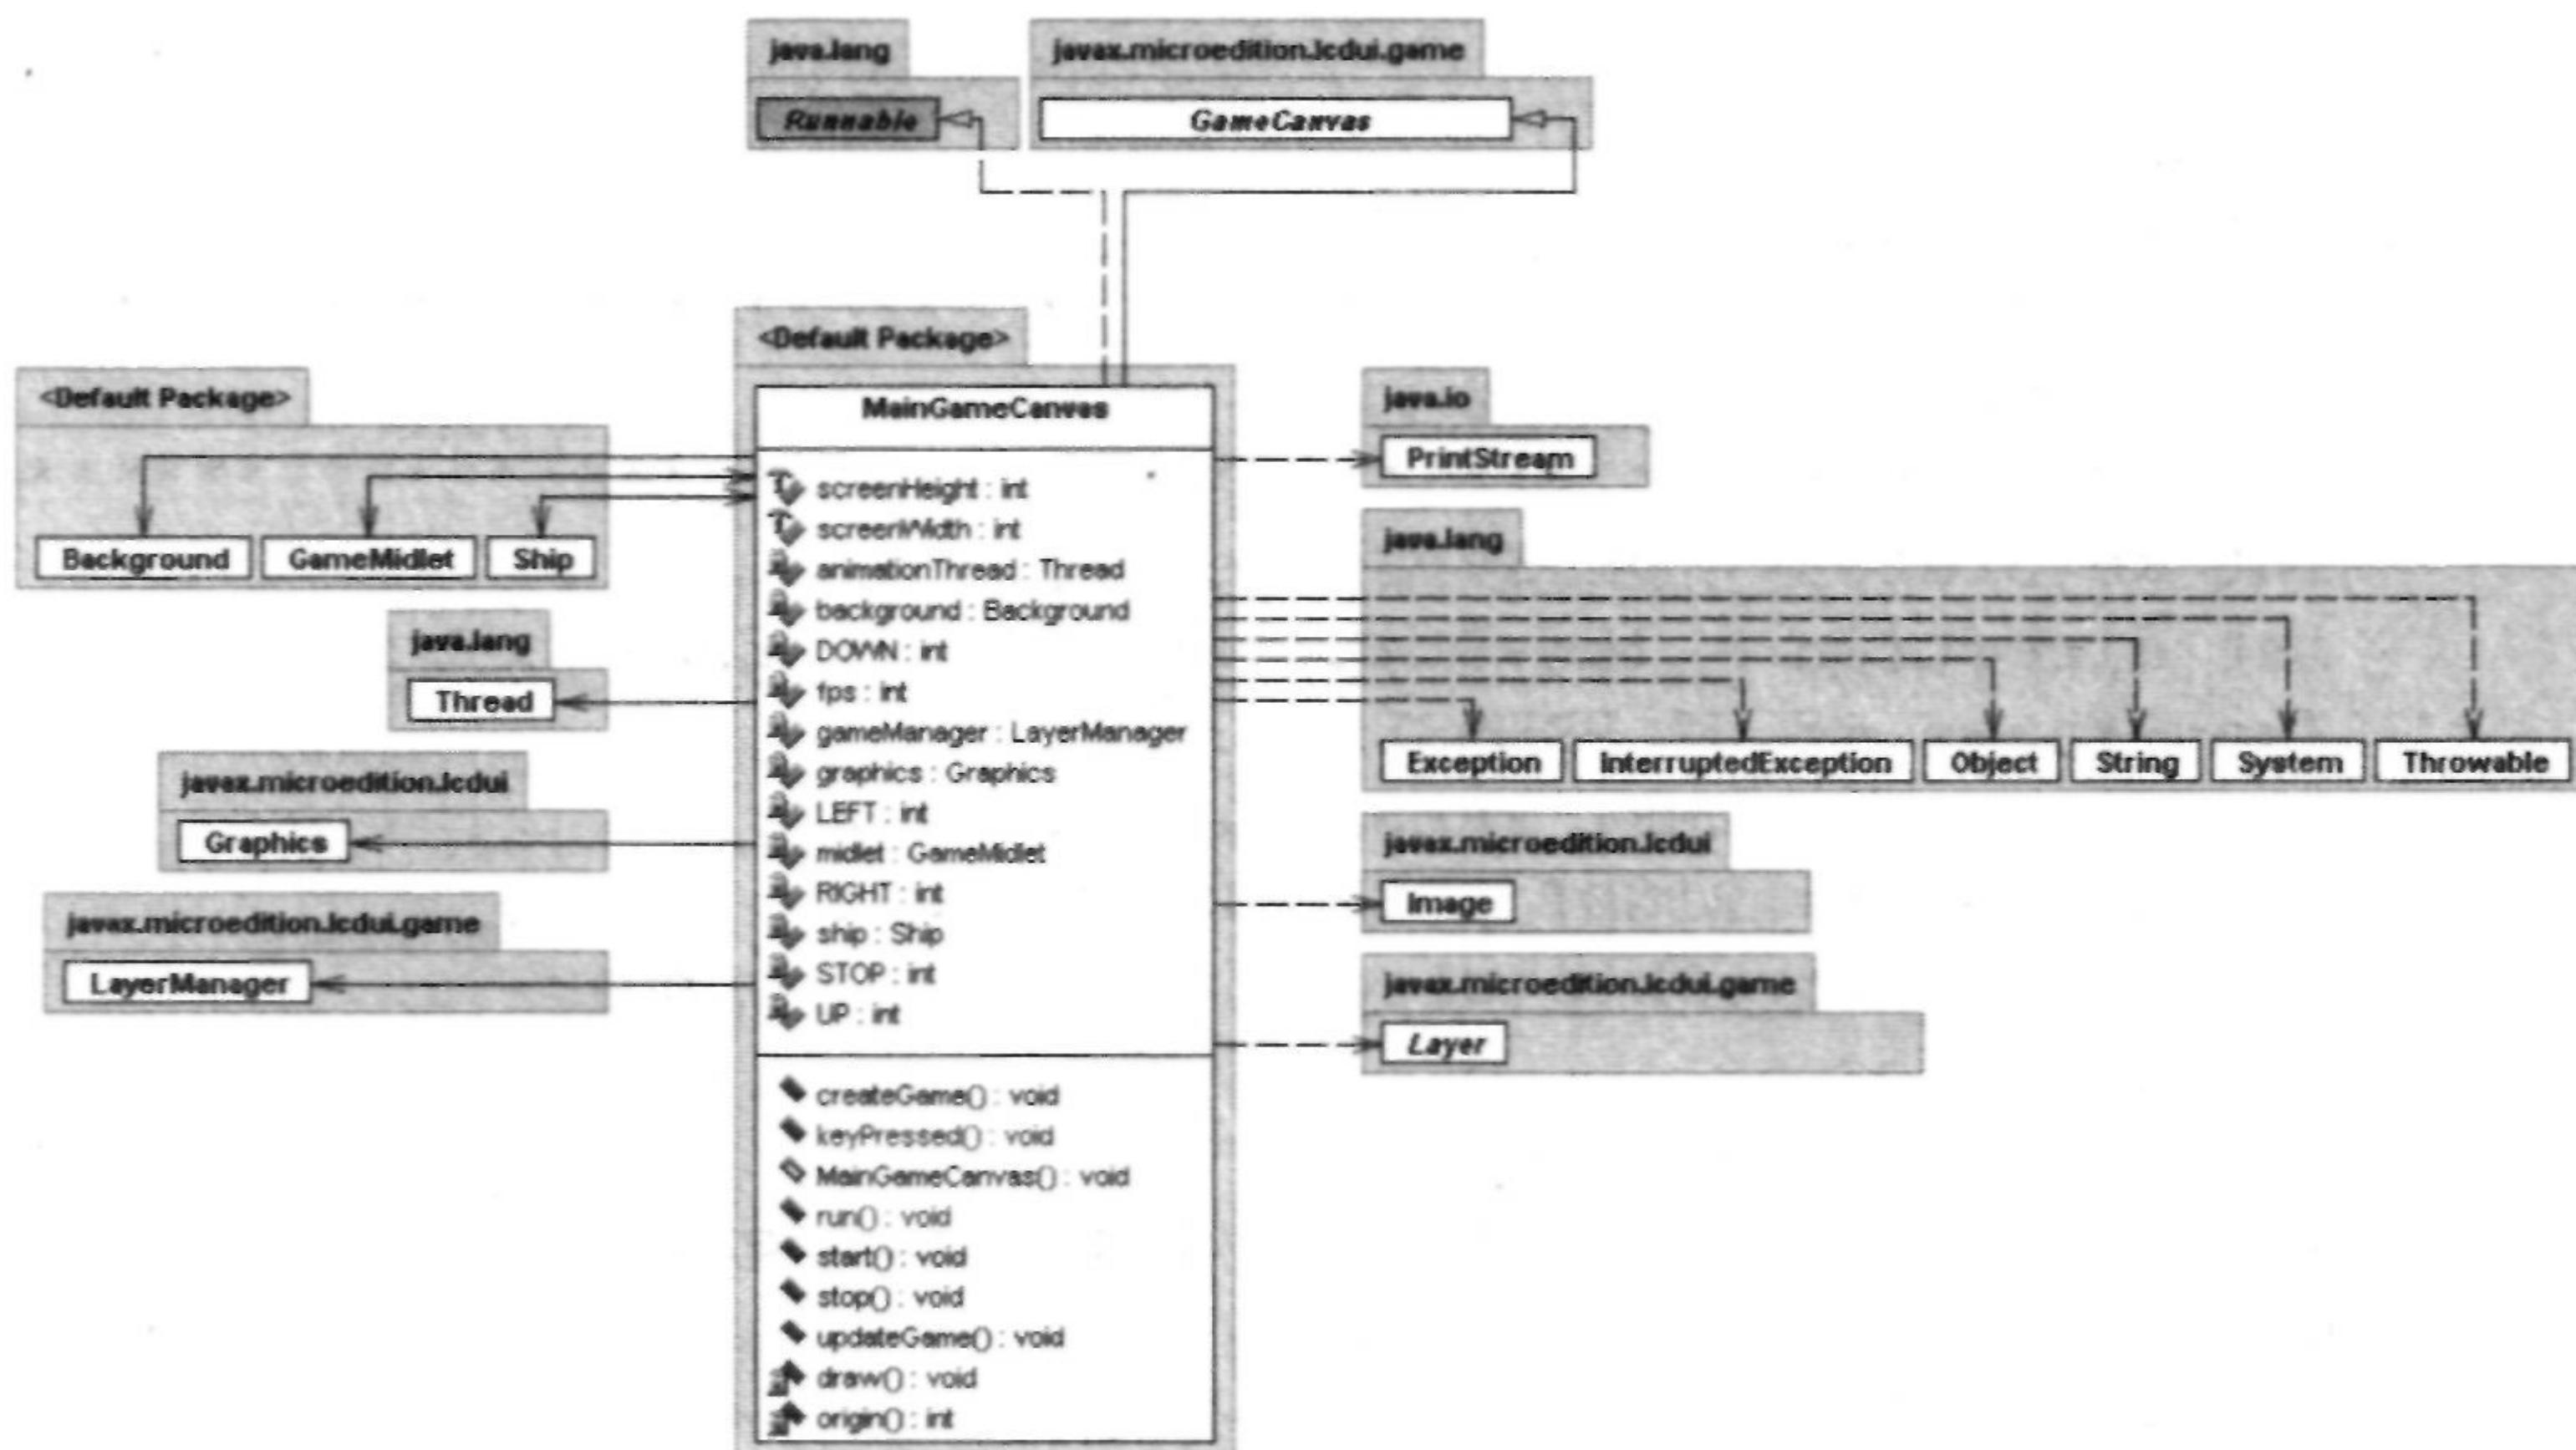 java.lang
Runnable
javax.microedition.lcdui.game
GameCanvas
<Default Package>
Background
GameMidlet
Ship
java.lang
Thread
javax.microedition.lcdui
Graphics
javax.microedition.lcdui.game
LayerManager
<Default Package>
MainGameCanvas
screenHeight : int
screenWidth : int
animationThread : Thread
background : Background
DOWN : int
fps : int
gameManager : LayerManager
graphics : Graphics
LEFT : int
midlet : GameMidlet
RIGHT : int
ship : Ship
STOP : int
UP : int
createGame() : void
keyPressed() : void
MainGameCanvas() : void
run() : void
start() : void
stop() : void
updateGame() : void
draw() : void
origin() : int
java.io
PrintStream
java.lang
Exception
InterruptedException
Object
String
System
Throwable
javax.microedition.lcdui
Image
javax.microedition.lcdui.game
Layer